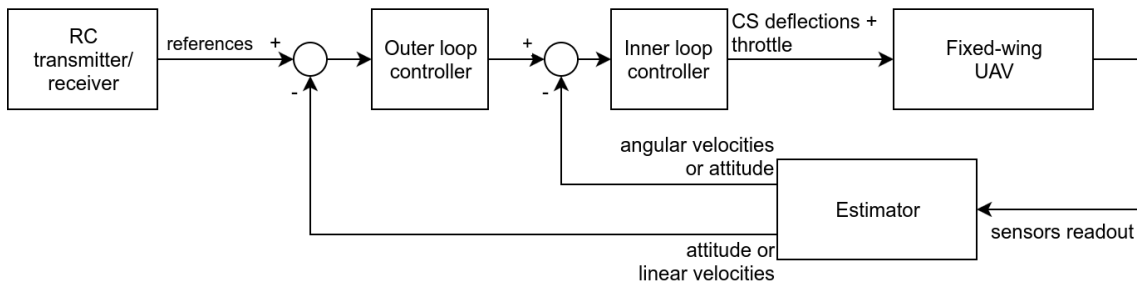 RC
transmitter/
receiver
references
+
-
Outer loop
controller
+
-
Inner loop
controller
CS deflections +
throttle
Fixed-wing
UAV
angular velocities
or attitude
Estimator
sensors readout
attitude or
linear velocities